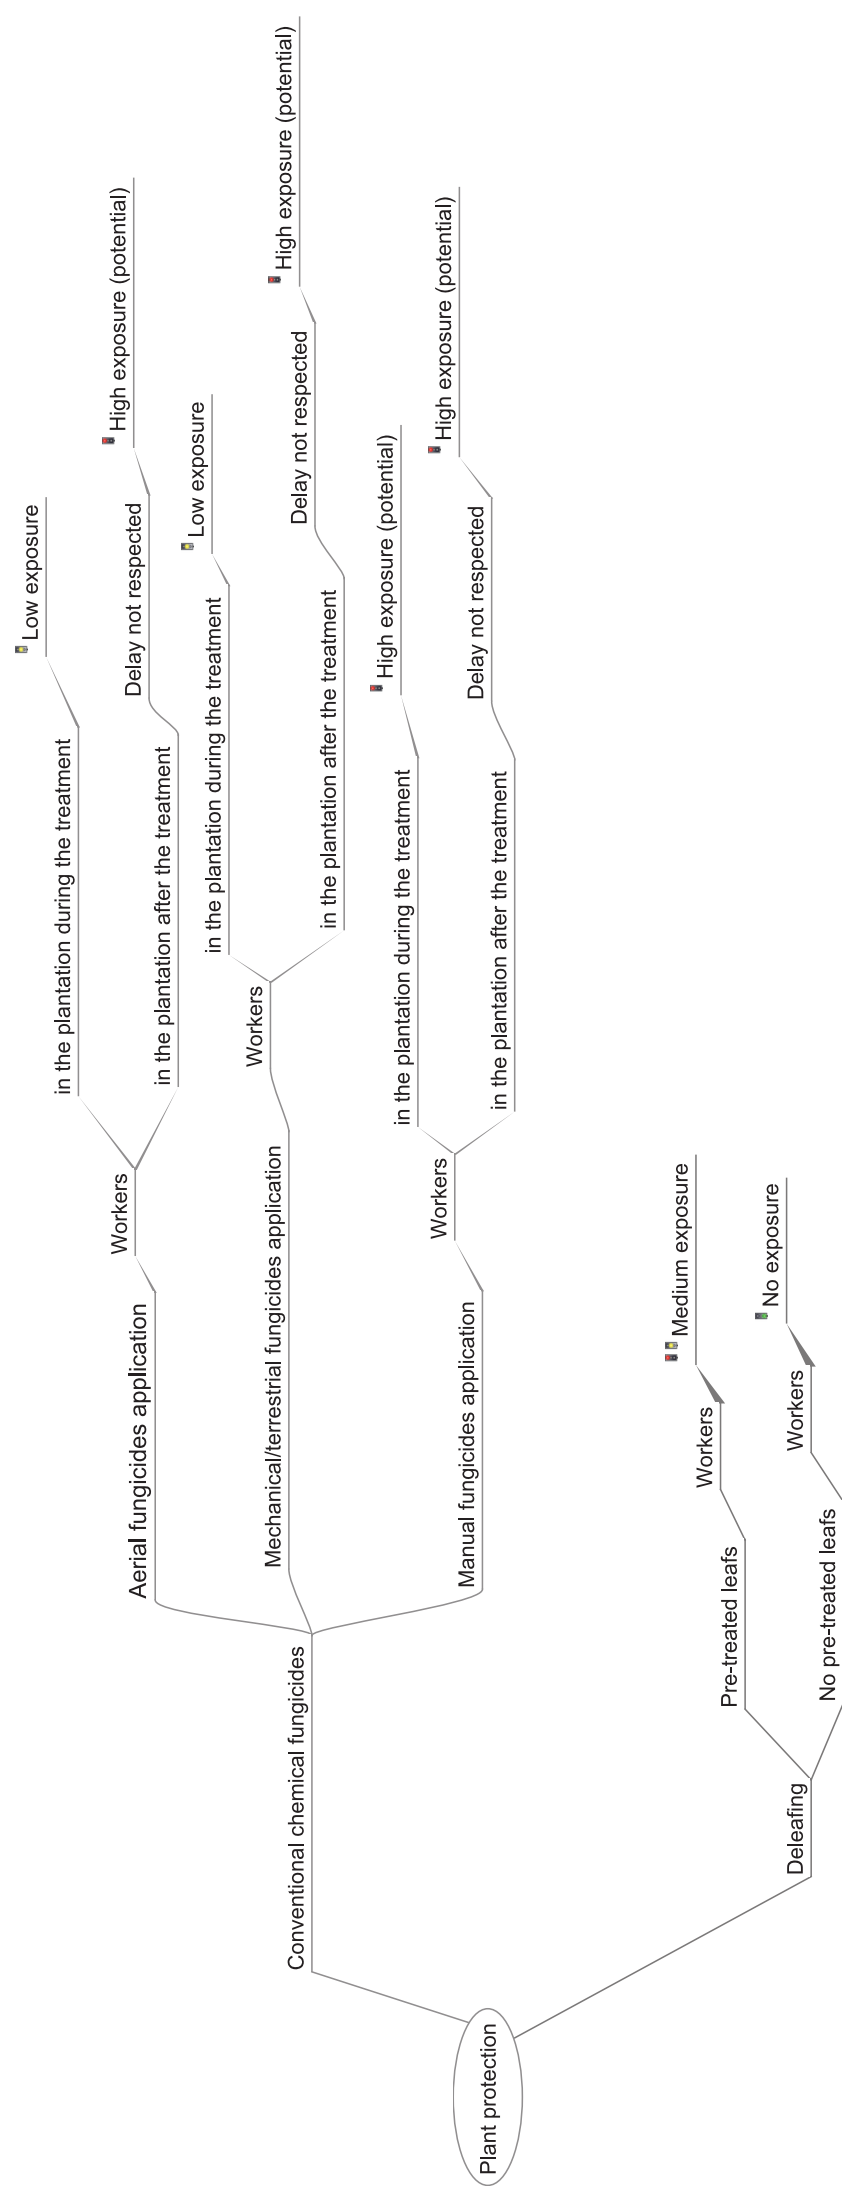 Plant protection
Conventional chemical fungicides
Aerial fungicides application
Workers
in the plantation during the treatment
Low exposure
in the plantation after the treatment
Delay not respected
High exposure (potential)
Mechanical/terrestrial fungicides application
Workers
in the plantation during the treatment
Low exposure
in the plantation after the treatment
Delay not respected
High exposure (potential)
Manual fungicides application
Workers
in the plantation during the treatment
High exposure (potential)
in the plantation after the treatment
Delay not respected
High exposure (potential)
Deleafing
Pre-treated leafs
Workers
Medium exposure
No pre-treated leafs
Workers
No exposure